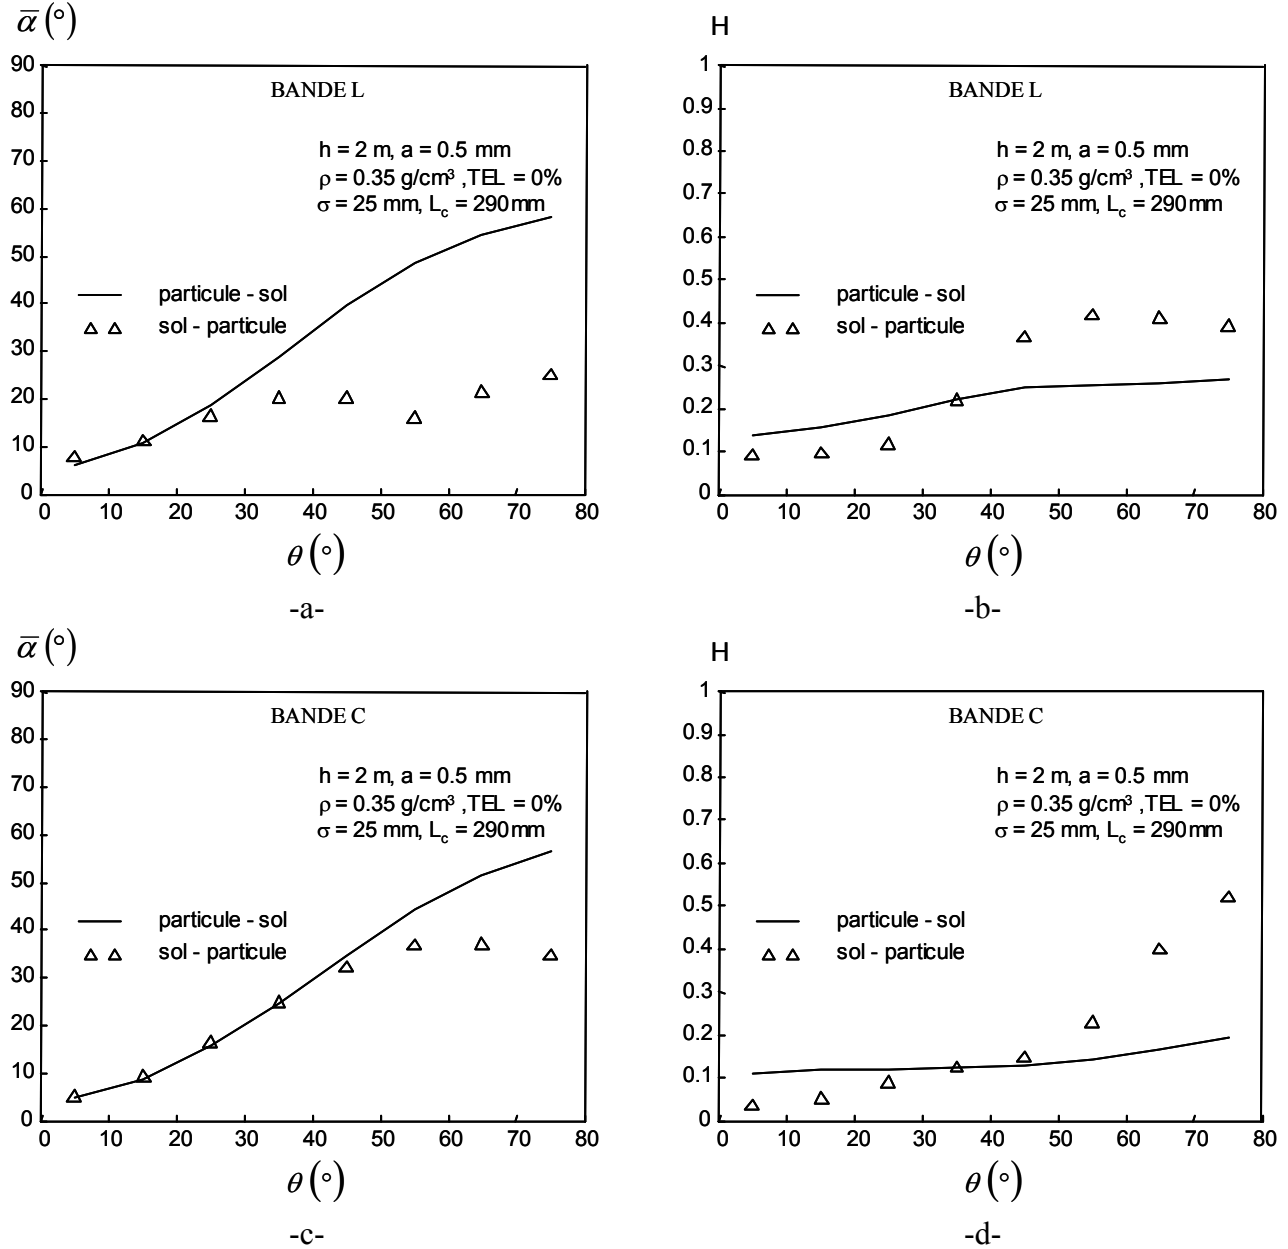 ᾱ (°)
90
80
70
60
50
40
30
20
10
0
BANDE L
h = 2 m, a = 0.5 mm
ρ = 0.35 g/cm³ ,TEL = 0%
σ = 25 mm, Lc = 290mm
particule - sol
sol - particule
0 10 20 30 40 50 60 70 80
θ (°)
-a-
H
1
0.9
0.8
0.7
0.6
0.5
0.4
0.3
0.2
0.1
0
BANDE L
h = 2 m, a = 0.5 mm
ρ = 0.35 g/cm³ ,TEL = 0%
σ = 25 mm, Lc = 290mm
particule - sol
sol - particule
0 10 20 30 40 50 60 70 80
θ (°)
-b-
ᾱ (°)
90
80
70
60
50
40
30
20
10
0
BANDE C
h = 2 m, a = 0.5 mm
ρ = 0.35 g/cm³ ,TEL = 0%
σ = 25 mm, Lc = 290mm
particule - sol
sol - particule
0 10 20 30 40 50 60 70 80
θ (°)
-c-
H
1
0.9
0.8
0.7
0.6
0.5
0.4
0.3
0.2
0.1
0
BANDE C
h = 2 m, a = 0.5 mm
ρ = 0.35 g/cm³ ,TEL = 0%
σ = 25 mm, Lc = 290mm
particule - sol
sol - particule
0 10 20 30 40 50 60 70 80
θ (°)
-d-